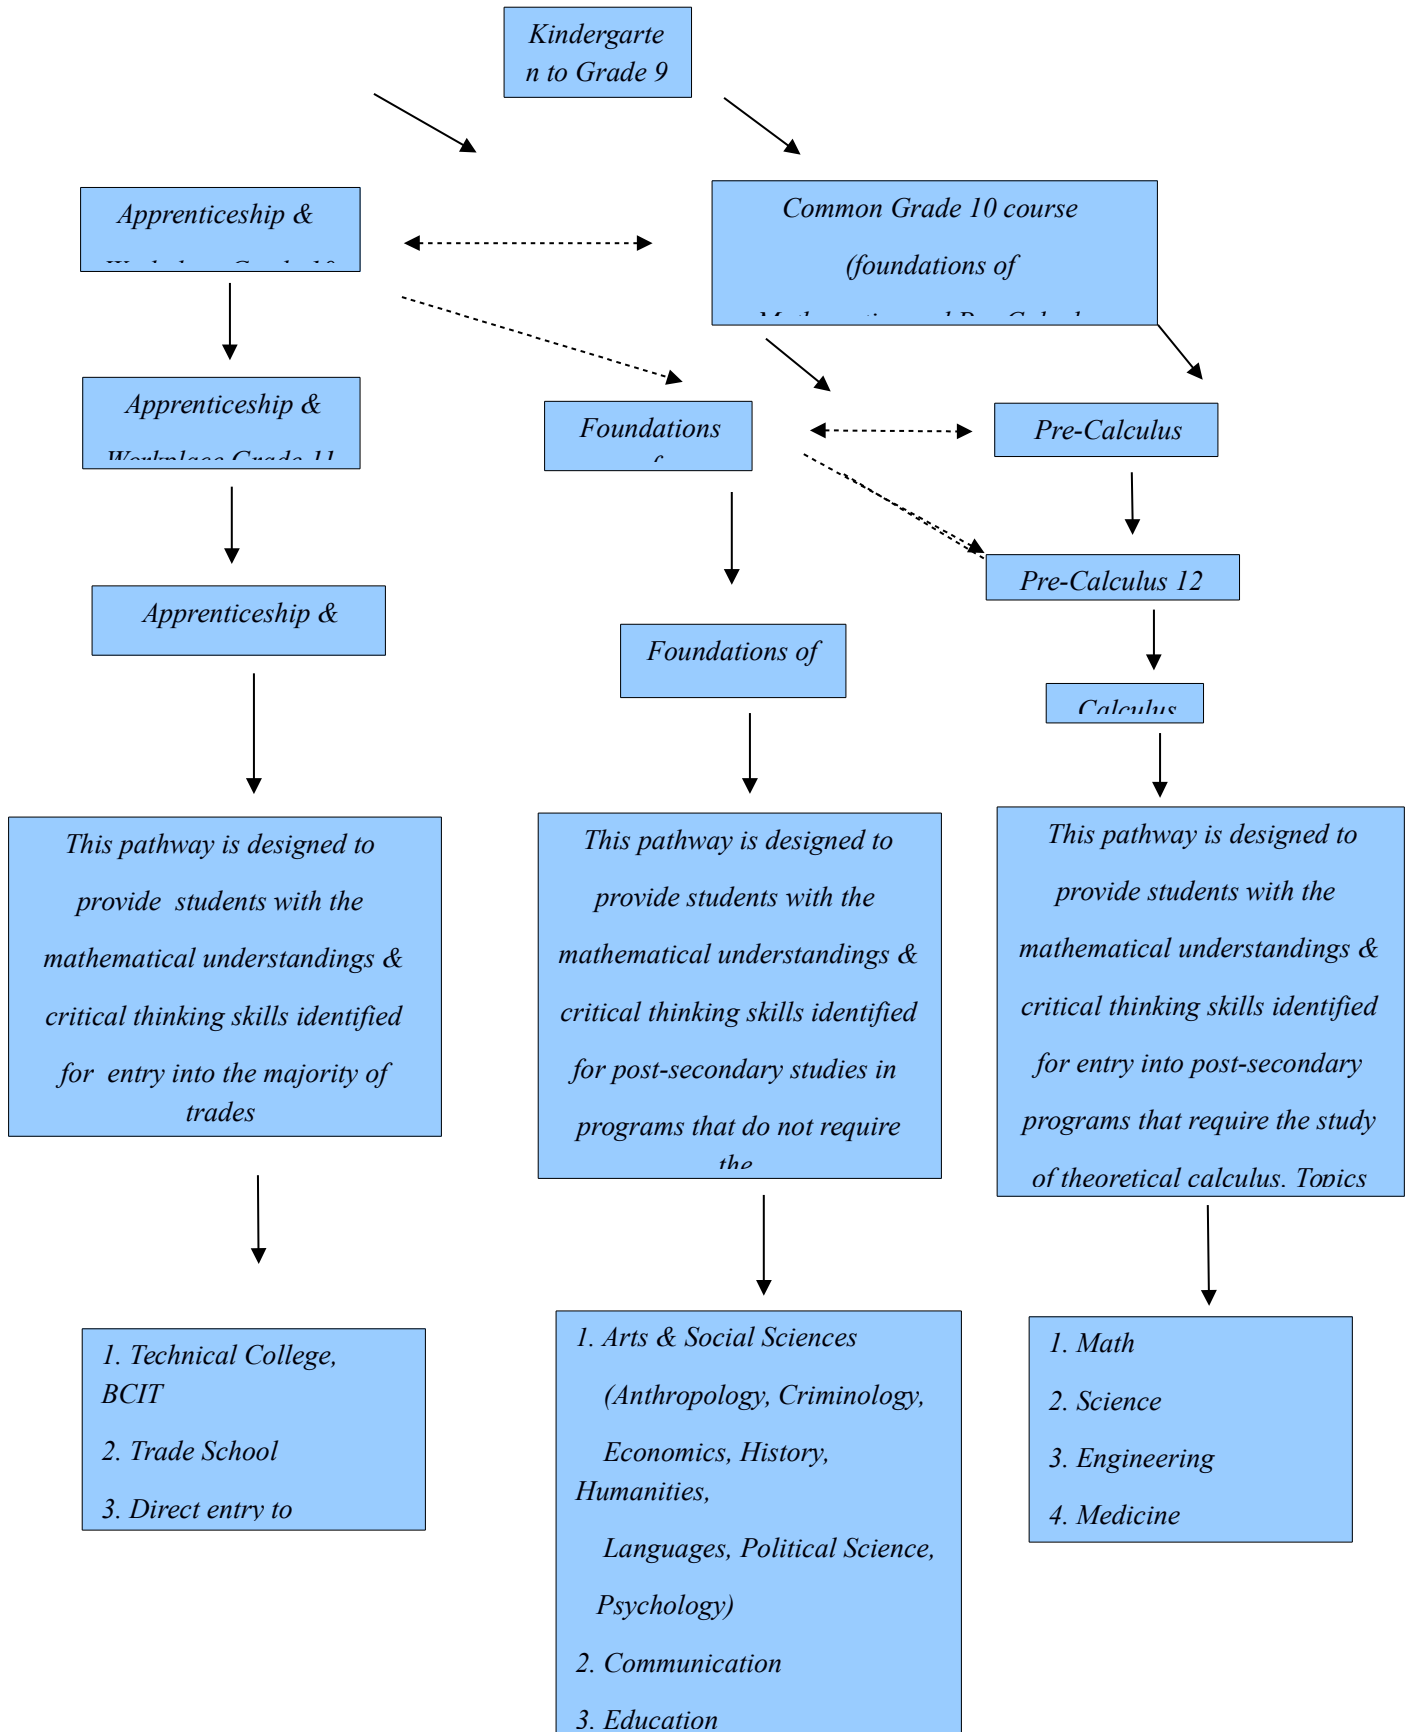 Kindergarte
n to Grade 9
Apprenticeship &
Common Grade 10 course
(foundations of
Apprenticeship &
Workplace Grade 11
Foundations
Pre-Calculus
Pre-Calculus 12
Apprenticeship &
Foundations of
Calculus
This pathway is designed to
provide students with the
mathematical understandings &
critical thinking skills identified
for entry into the majority of
trades
This pathway is designed to
provide students with the
mathematical understandings &
critical thinking skills identified
for post-secondary studies in
programs that do not require
the
This pathway is designed to
provide students with the
mathematical understandings &
critical thinking skills identified
for entry into post-secondary
programs that require the study
of theoretical calculus. Topics
1. Technical College,
BCIT
2. Trade School
3. Direct entry to
1. Arts & Social Sciences
(Anthropology, Criminology,
Economics, History,
Humanities,
Languages, Political Science,
Psychology)
2. Communication
3. Education
1. Math
2. Science
3. Engineering
4. Medicine